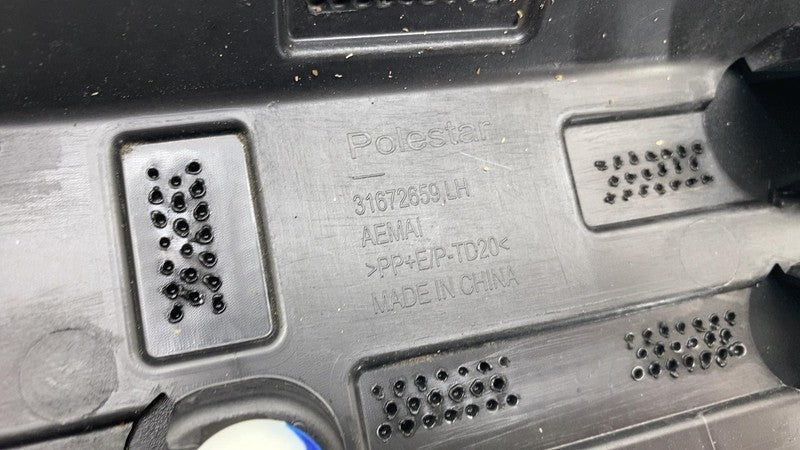 Polestar
31672659,LH
AEMAI
>PP+E/P-TD20<
MADE IN CHINA